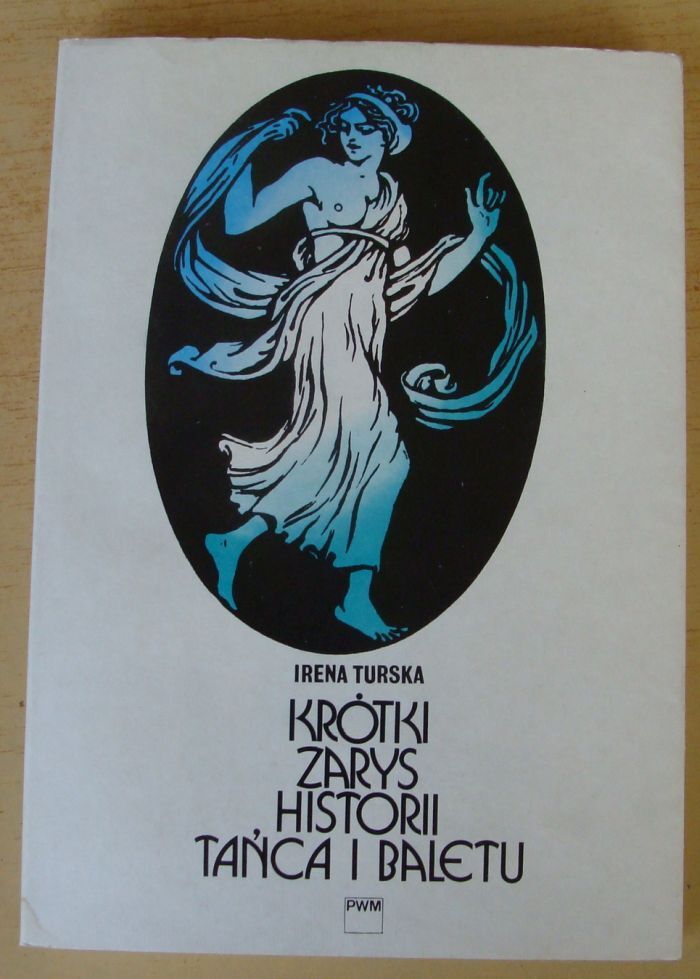 IRENA TURSKA
KRÓTKI
ZARYS
HISTORII
TAŃCA I BALETU
PWM